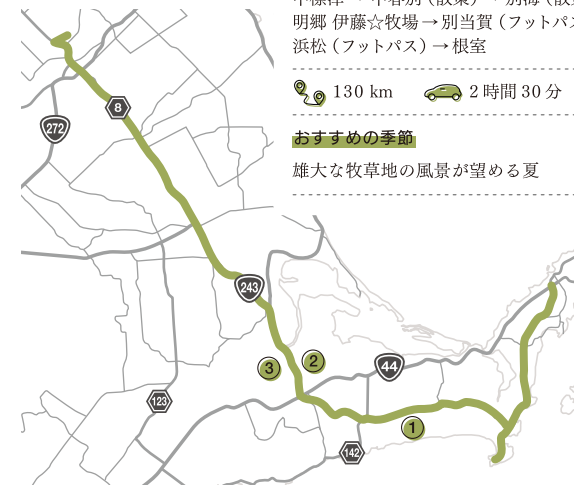 明郷 伊藤☆牧場→別当賀（フットパス
浜松（フットパス）→根室
130 km
2時間30分
おすすめの季節
雄大な牧草地の風景が望める夏
8
272
243
2
3
44
1
123
142